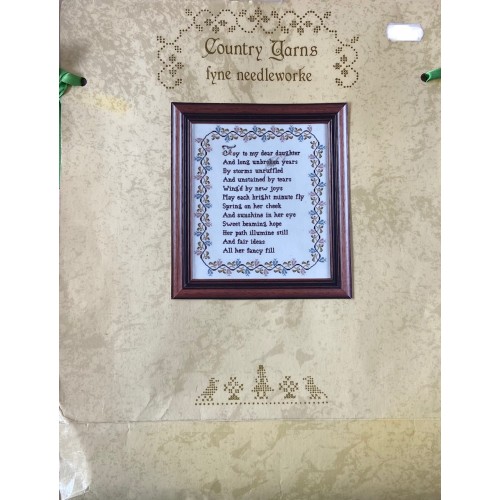 Country Yarns
fyne needleworke
Joy to my dear daughter
And long unbroken years
By storms unruffled
And unstained by tears
Wing'd by new joys
May each bright minute fly
Spring on her cheek
And sunshine in her eye
Sweet beaming hope
Her path illumine still
And fair ideas
All her fancy fill